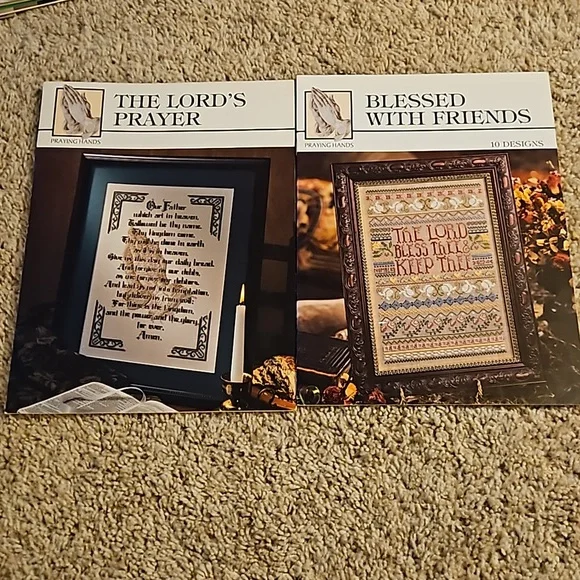 THE LORD'S
PRAYER
PRAYING HANDS
Our Father
which art in heaven,
Hallowed be thy name.
Thy kingdom come.
Thy will be done in earth
as it is in heaven.
Give us this day our daily bread.
And forgive us our debts,
as we forgive our debtors.
And lead us not into temptation,
but deliver us from evil:
For thine is the kingdom,
and the power, and the glory,
for ever.
Amen.
BLESSED
WITH FRIENDS
PRAYING HANDS
10 DESIGNS
THE LORD
BLESS THEE &
KEEP THEE